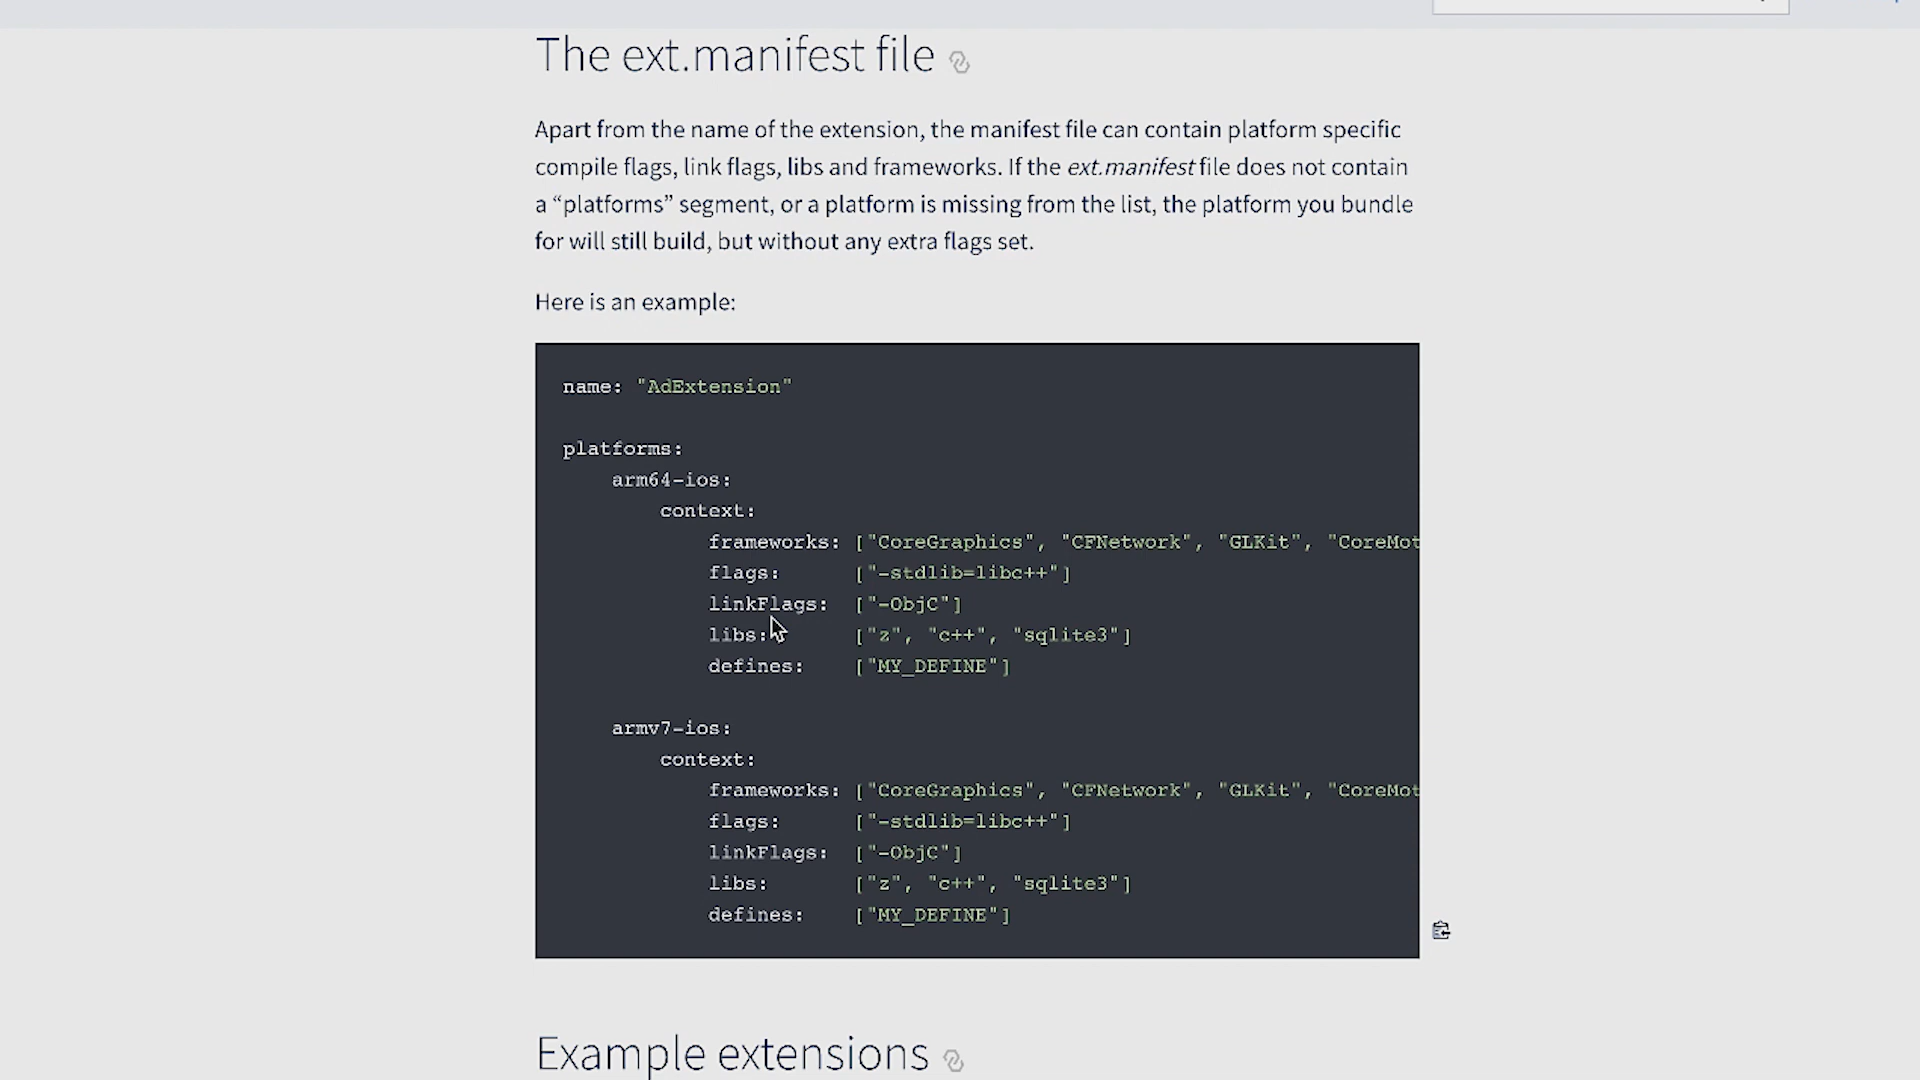 The ext.manifest file
Apart from the name of the extension, the manifest file can contain platform specific
compile flags, link flags, libs and frameworks. If the ext.manifest file does not contain
a “platforms” segment, or a platform is missing from the list, the platform you bundle
for will still build, but without any extra flags set.
Here is an example:
name: "AdExtension"
platforms:
arm64-ios:
context:
frameworks: ["CoreGraphics", "CFNetwork", "GLKit", "CoreMot
flags: ["-stdlib=libc++"]
linkFlags: ["-ObjC"]
libs: ["z", "c++", "sqlite3"]
defines: ["MY_DEFINE"]
armv7-ios:
context:
frameworks: ["CoreGraphics", "CFNetwork", "GLKit", "CoreMot
flags: ["-stdlib=libc++"]
linkFlags: ["-ObjC"]
libs: ["z", "c++", "sqlite3"]
defines: ["MY_DEFINE"]
Example extensions